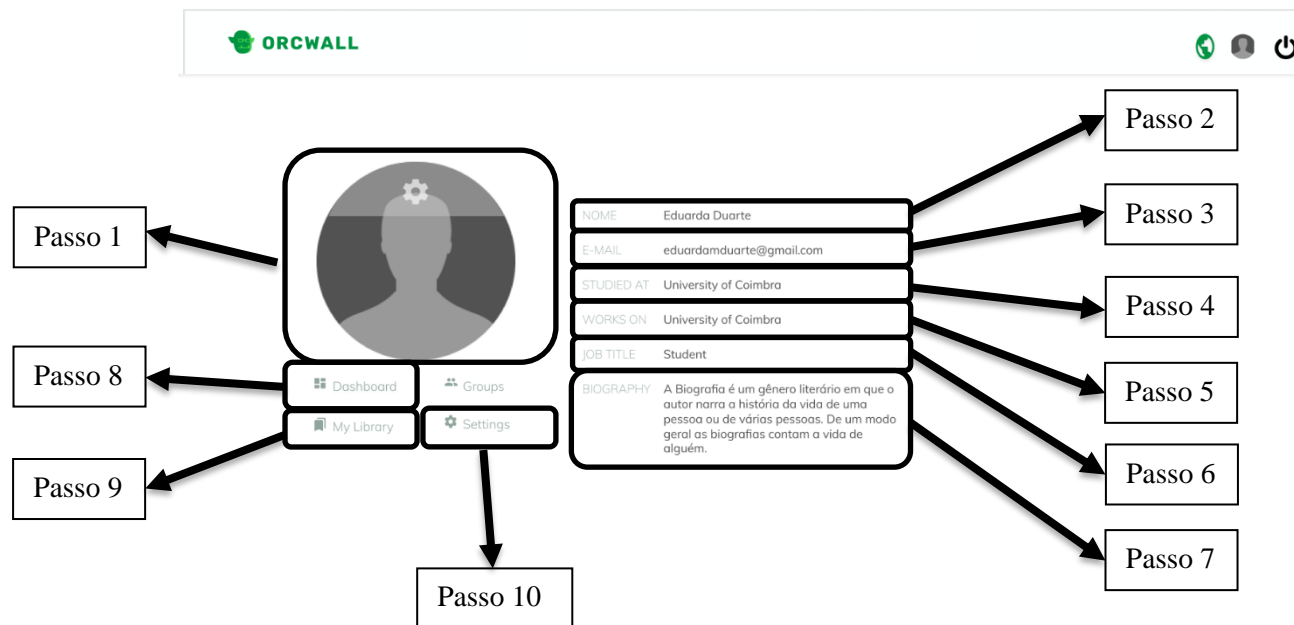 ORCWALL
Passo 1
Passo 8
Passo 9
Dashboard
Groups
My Library
Settings
Passo 10
NOME Eduarda Duarte
E-MAIL eduardamduarte@gmail.com
STUDIED AT University of Coimbra
WORKS ON University of Coimbra
JOB TITLE Student
BIOGRAPHY A Biografia é um gênero literário em que o
autor narra a história da vida de uma
pessoa ou de várias pessoas. De um modo
geral as biografias contam a vida de
alguém.
Passo 2
Passo 3
Passo 4
Passo 5
Passo 6
Passo 7